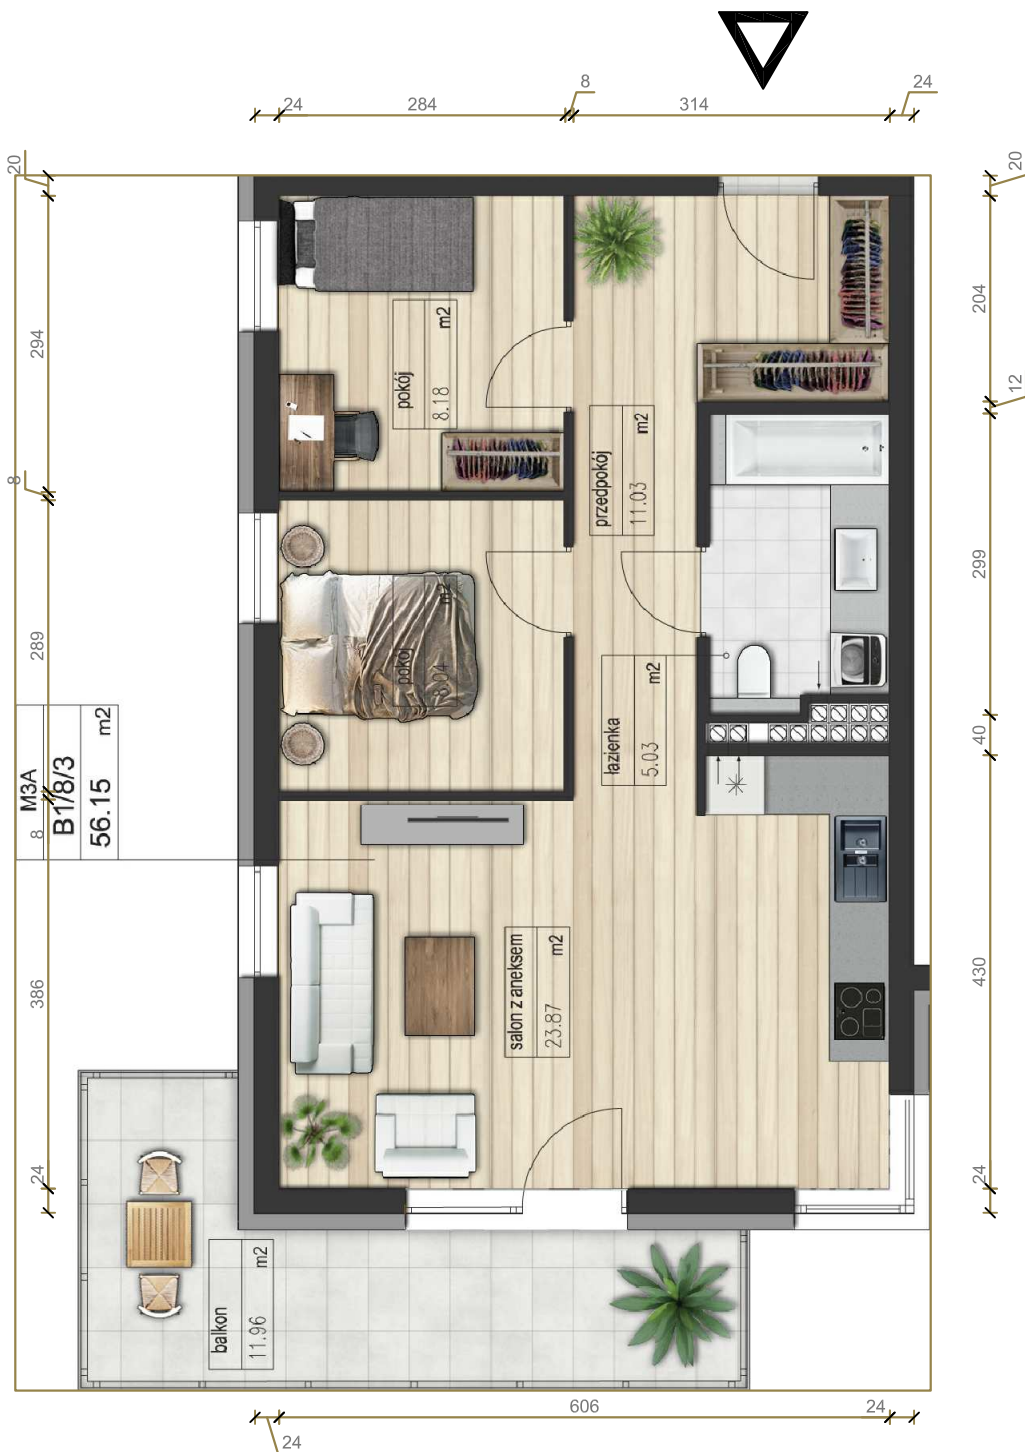 24
284
8
314
24
20
294
8
289
8
386
24
20
204
12
299
40
430
24
pokój
8.18 m2
przedpokój
11.03 m2
pokój
8.04 m2
łazienka
5.03 m2
M3A
B1/8/3
56.15 m2
salon z aneksem
23.87 m2
balkon
11.96 m2
24
606
24